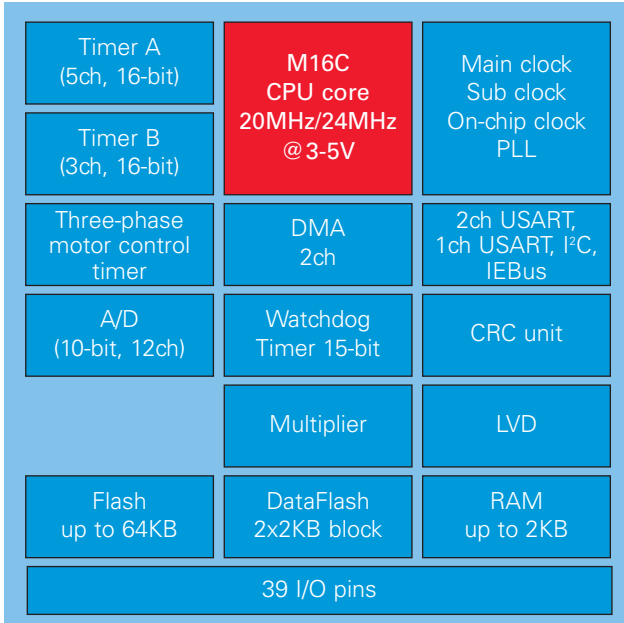 Timer A
(5ch, 16-bit)
M16C
CPU core
20MHz/24MHz
@3-5V
Main clock
Sub clock
On-chip clock
PLL
Timer B
(3ch, 16-bit)
Three-phase
motor control
timer
DMA
2ch
2ch USART,
1ch USART, I²C,
IEBus
A/D
(10-bit, 12ch)
Watchdog
Timer 15-bit
CRC unit
Multiplier
LVD
Flash
up to 64KB
DataFlash
2x2KB block
RAM
up to 2KB
39 I/O pins